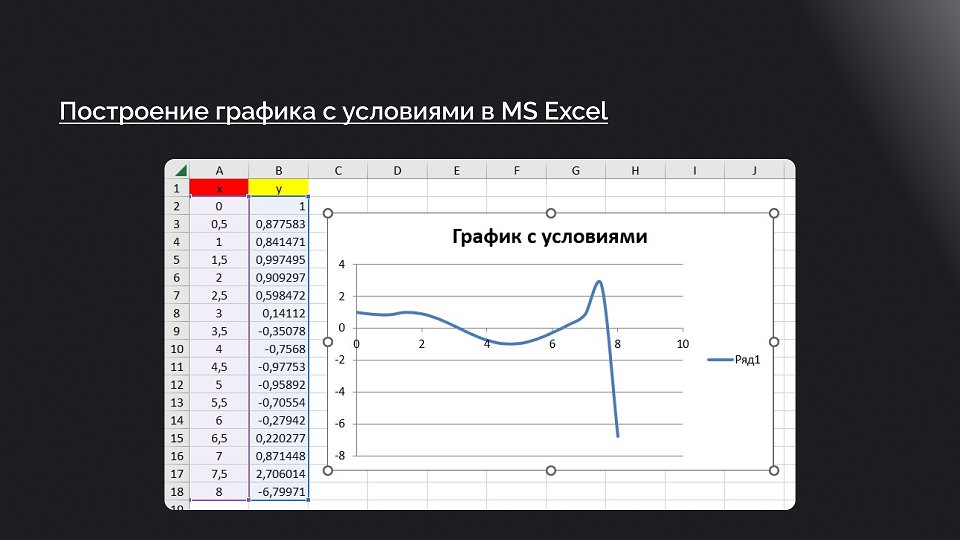 Построение графика с условиями в MS Excel
A B C D E F G H I J
1 x y
2 0 1
3 0,5 0,877583
4 1 0,841471
5 1,5 0,997495
6 2 0,909297
7 2,5 0,598472
8 3 0,14112
9 3,5 -0,35078
10 4 -0,7568
11 4,5 -0,97753
12 5 -0,95892
13 5,5 -0,70554
14 6 -0,27942
15 6,5 0,220277
16 7 0,871448
17 7,5 2,706014
18 8 -6,79971
19
График с условиями
4
2
0
0 2 4 6 8 10
-2
Ряд1
-4
-6
-8